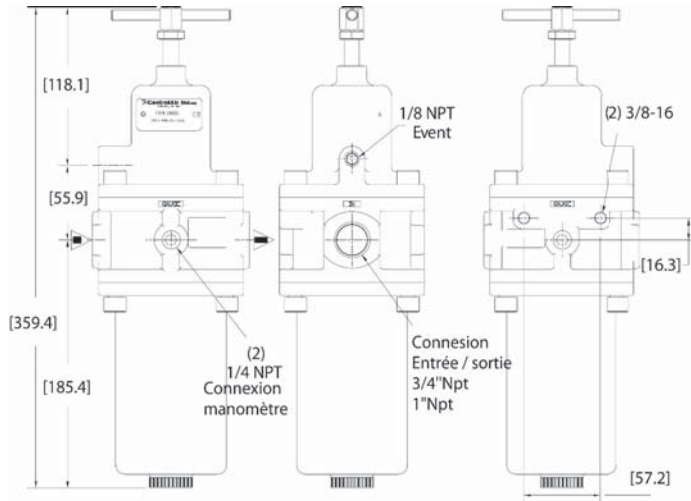 [118.1]
[55.9]
[359.4]
[185.4]
GAUGE
(2)
1/4 NPT
Connexion
manomètre
1/8 NPT
Event
Connesion
Entrée / sortie
3/4"Npt
1"Npt
(2) 3/8-16
[16.3]
[57.2]